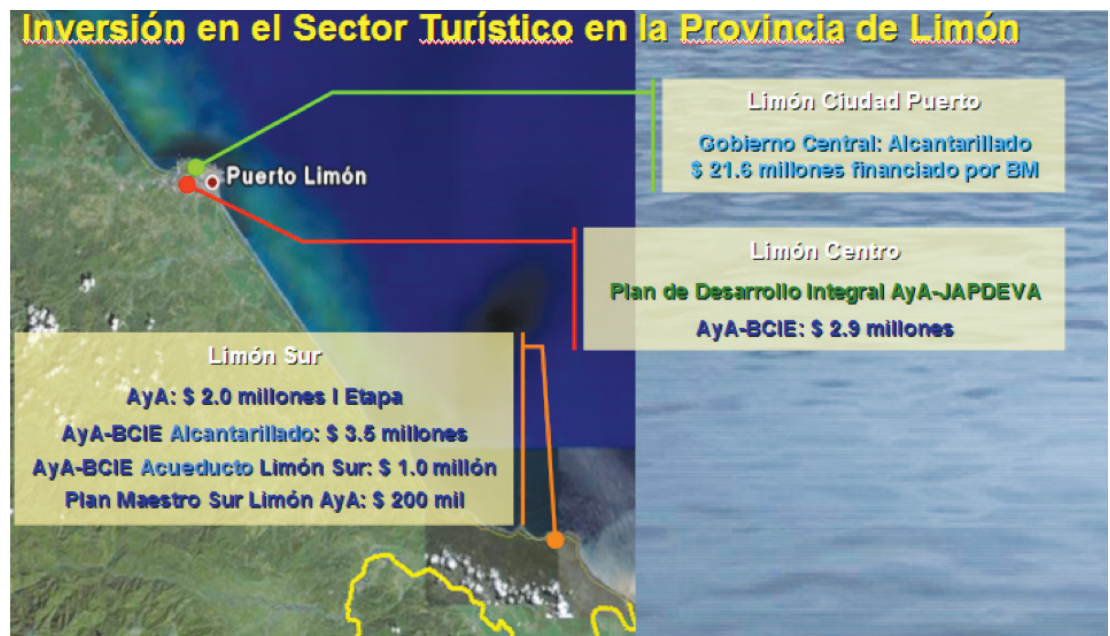 Inversión en el Sector Turístico en la Provincia de Limón
Limón Ciudad Puerto
Gobierno Central: Alcantarillado
$ 21.6 millones financiado por BM
Puerto Limón
Limón Centro
Plan de Desarrollo Integral AyA-JAPDEVA
AyA-BCIE: $ 2.9 millones
Limón Sur
AyA: $ 2.0 millones I Etapa
AyA-BCIE Alcantarillado: $ 3.5 millones
AyA-BCIE Acueducto Limón Sur: $ 1.0 millón
Plan Maestro Sur Limón AyA: $ 200 mil